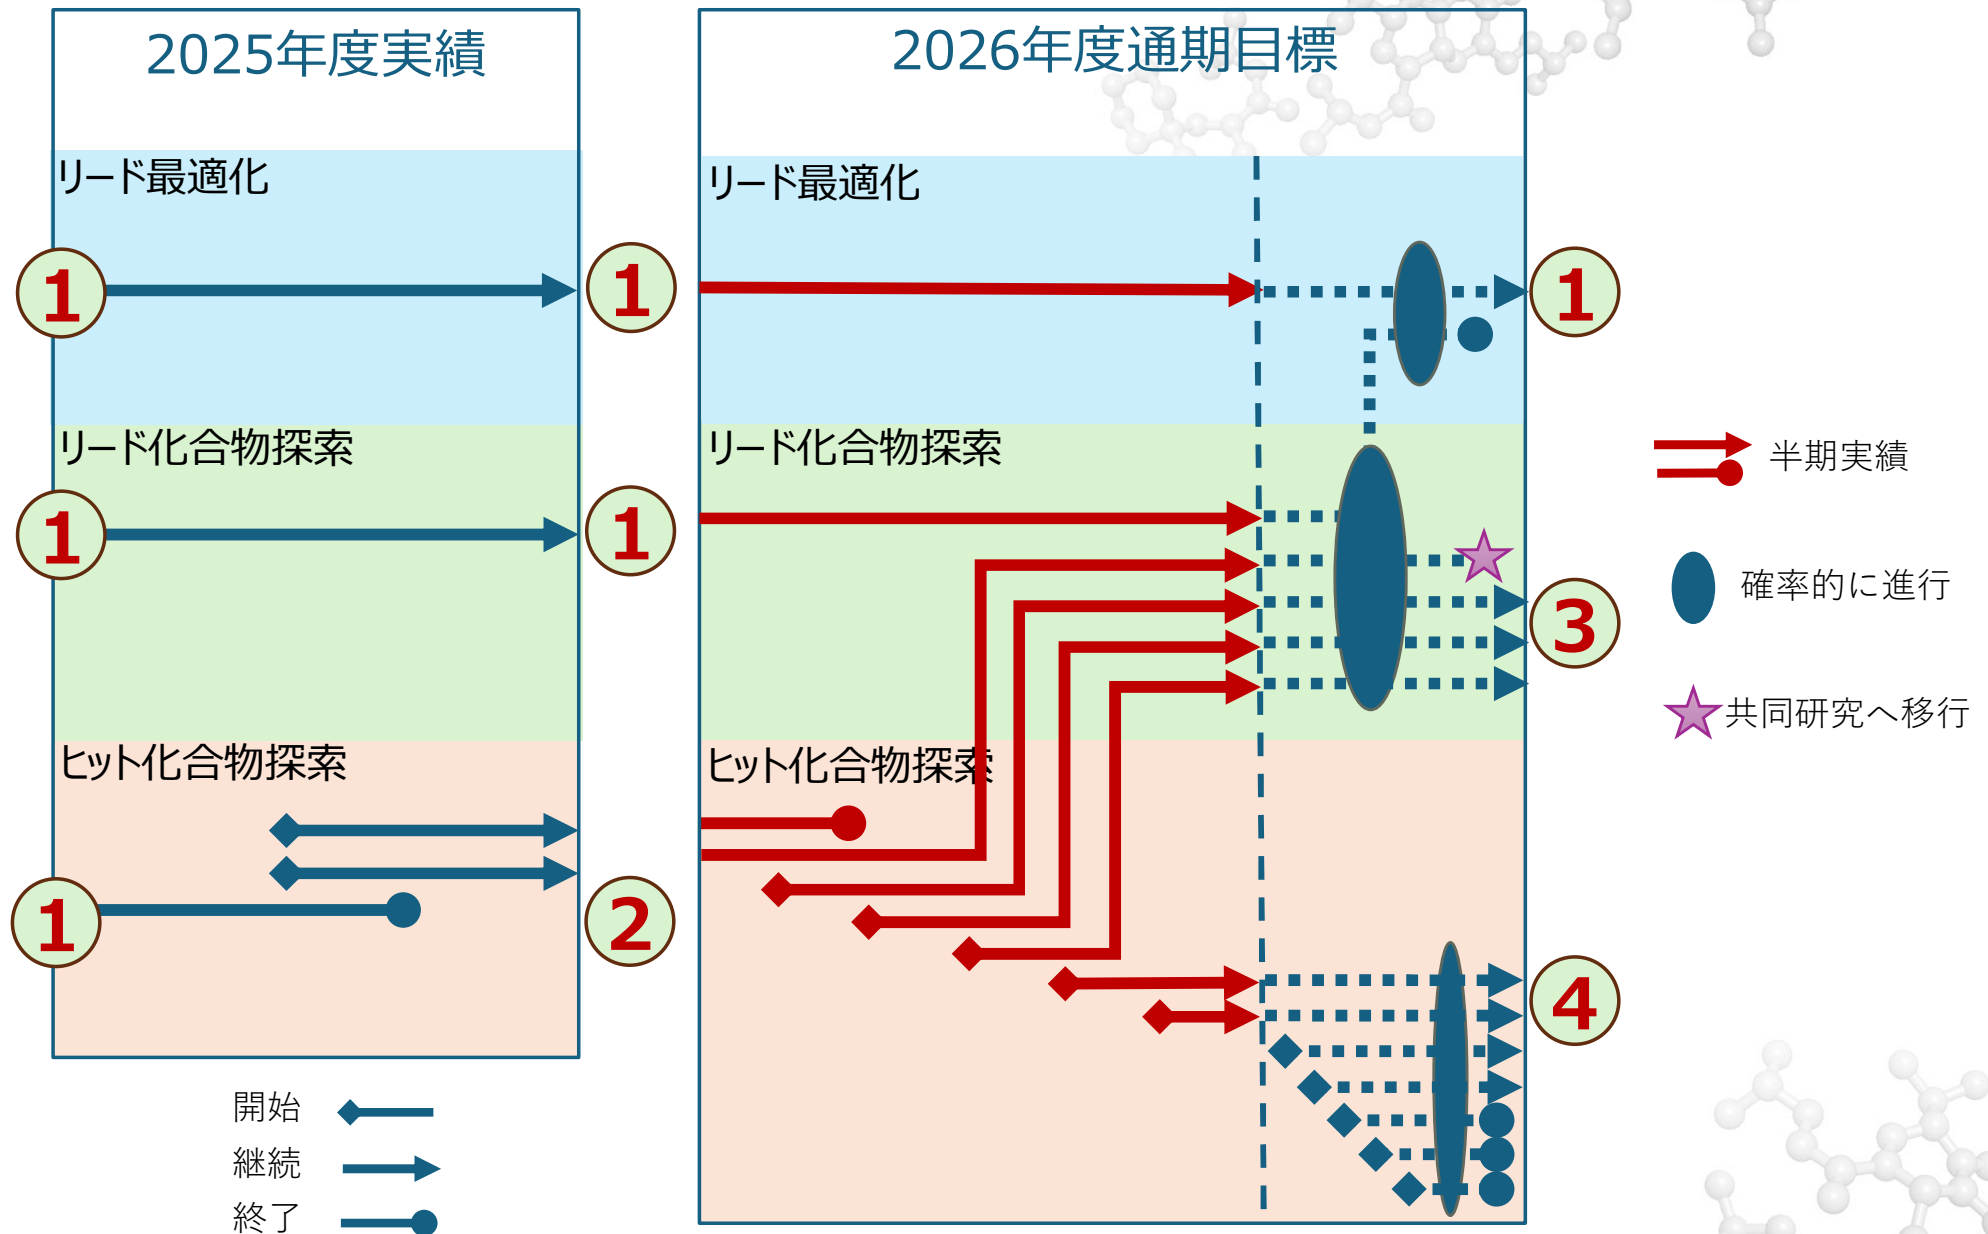 2025年度実績
リード最適化
1
1
リード化合物探索
1
1
ヒット化合物探索
1
2
開始
継続
終了
2026年度通期目標
リード最適化
1
リード化合物探索
3
ヒット化合物探索
4
半期実績
確率的に進行
共同研究へ移行